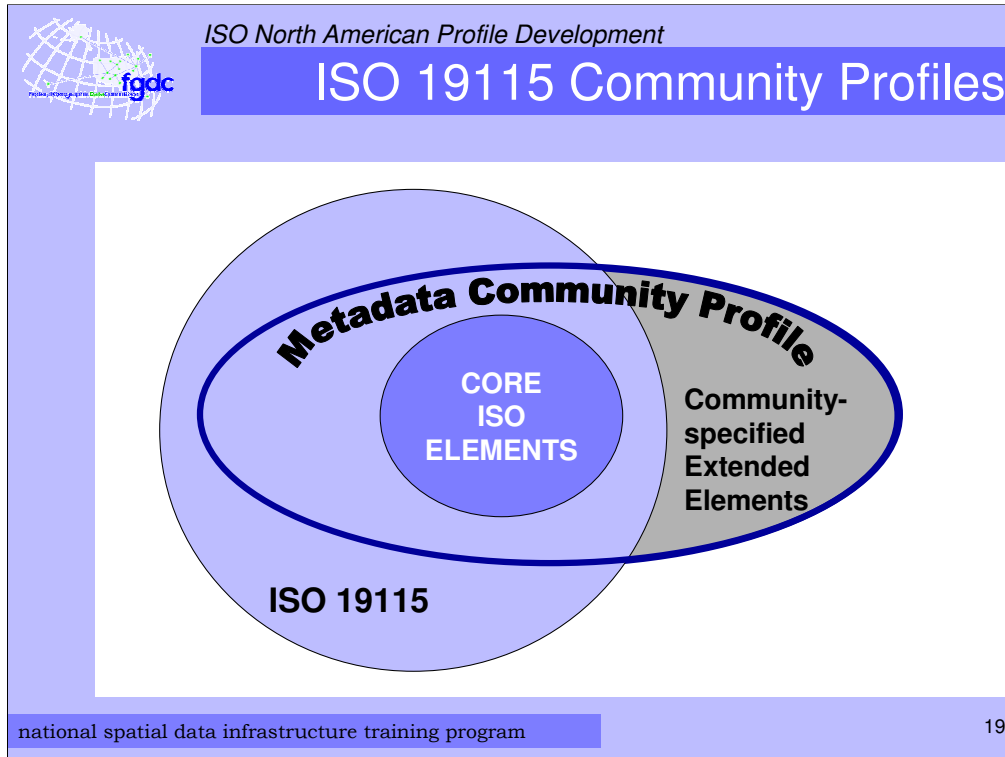 ISO North American Profile Development
ISO 19115 Community Profiles
fgdc
Metadata Community Profile
CORE
ISO
ELEMENTS
Community-
specified
Extended
Elements
ISO 19115
national spatial data infrastructure training program
19